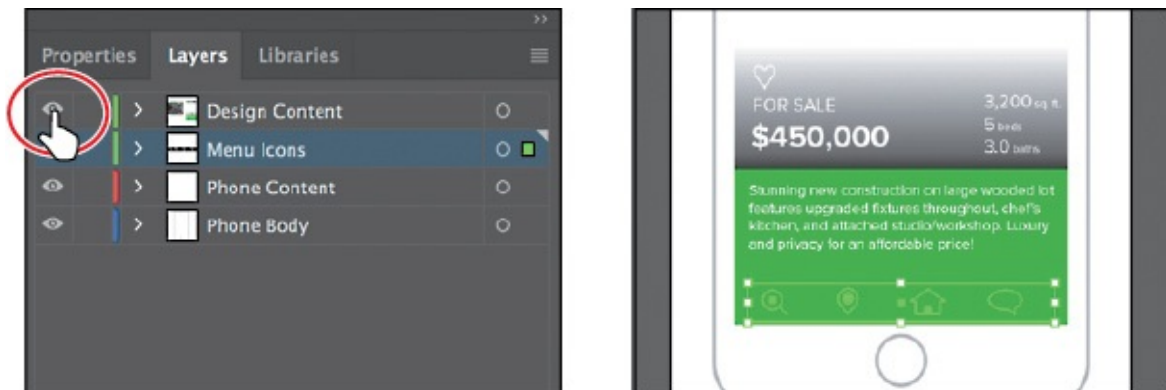 Properties Layers Libraries
Design Content
Menu Icons
Phone Content
Phone Body
FOR SALE
$450,000
3,200 sq. ft.
5 beds
3.0 baths
Stunning new construction on large wooded lot
features upgraded fixtures throughout, chef's
kitchen, and attached studio/workshop. Luxury
and privacy for an affordable price!